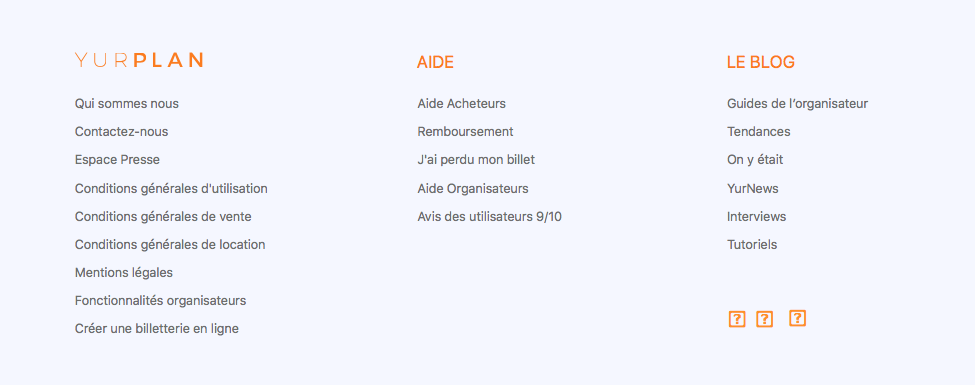 YURPLAN
Qui sommes nous
Contactez-nous
Espace Presse
Conditions générales d'utilisation
Conditions générales de vente
Conditions générales de location
Mentions légales
Fonctionnalités organisateurs
Créer une billetterie en ligne
AIDE
Aide Acheteurs
Remboursement
J'ai perdu mon billet
Aide Organisateurs
Avis des utilisateurs 9/10
LE BLOG
Guides de l’organisateur
Tendances
On y était
YurNews
Interviews
Tutoriels